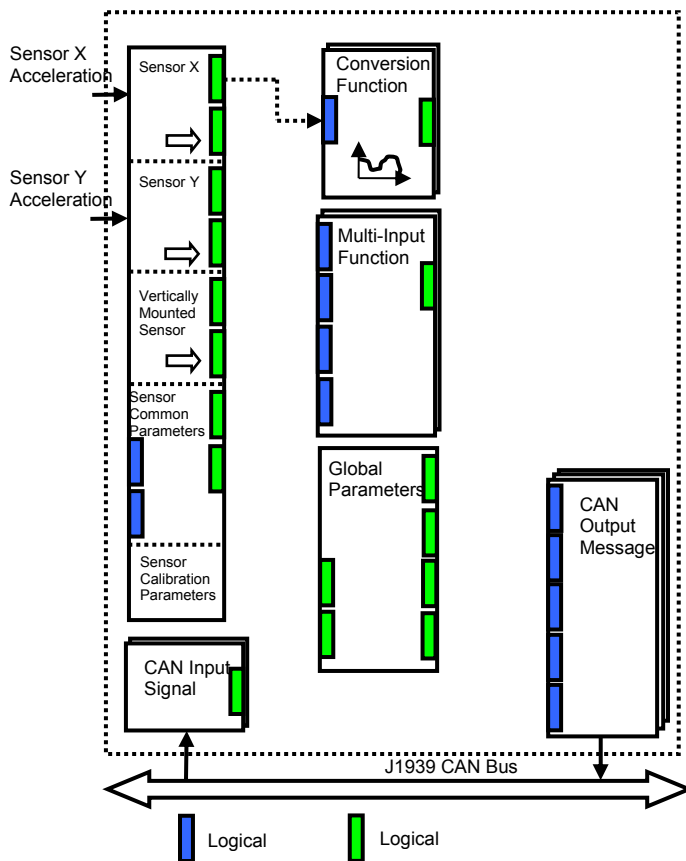 Sensor X
Acceleration
Sensor Y
Acceleration
Sensor X
Sensor Y
Vertically
Mounted
Sensor
Sensor
Common
Parameters
Sensor
Calibration
Parameters
Conversion
Function
Multi-Input
Function
Global
Parameters
CAN
Output
Message
CAN Input
Signal
J1939 CAN Bus
Logical
Logical